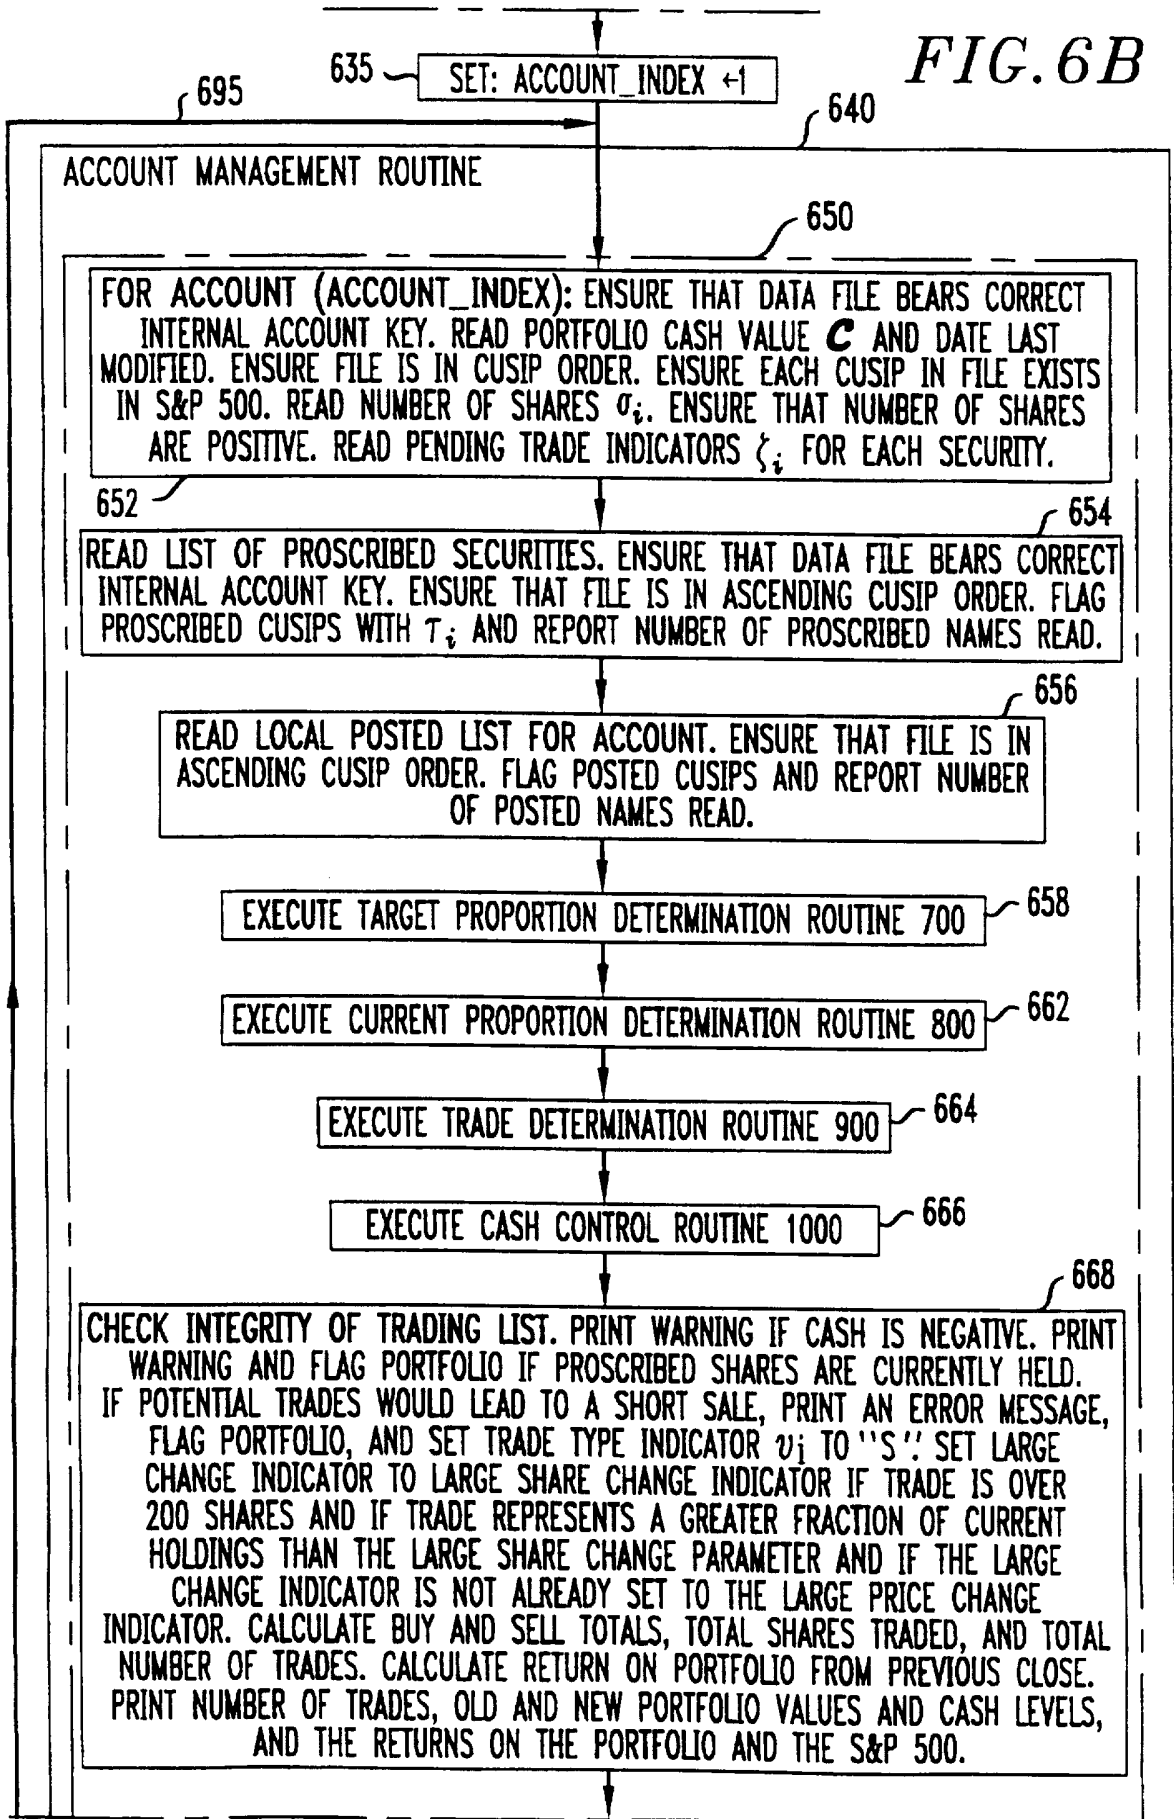 FIG. 6B
635
SET: ACCOUNT_INDEX ←1
695
640
ACCOUNT MANAGEMENT ROUTINE
650
FOR ACCOUNT (ACCOUNT_INDEX): ENSURE THAT DATA FILE BEARS CORRECT
INTERNAL ACCOUNT KEY. READ PORTFOLIO CASH VALUE C AND DATE LAST
MODIFIED. ENSURE FILE IS IN CUSIP ORDER. ENSURE EACH CUSIP IN FILE EXISTS
IN S&P 500. READ NUMBER OF SHARES σi. ENSURE THAT NUMBER OF SHARES
ARE POSITIVE. READ PENDING TRADE INDICATORS ζi FOR EACH SECURITY.
652
654
READ LIST OF PROSCRIBED SECURITIES. ENSURE THAT DATA FILE BEARS CORRECT
INTERNAL ACCOUNT KEY. ENSURE THAT FILE IS IN ASCENDING CUSIP ORDER. FLAG
PROSCRIBED CUSIPS WITH τi AND REPORT NUMBER OF PROSCRIBED NAMES READ.
656
READ LOCAL POSTED LIST FOR ACCOUNT. ENSURE THAT FILE IS IN
ASCENDING CUSIP ORDER. FLAG POSTED CUSIPS AND REPORT NUMBER
OF POSTED NAMES READ.
EXECUTE TARGET PROPORTION DETERMINATION ROUTINE 700
658
EXECUTE CURRENT PROPORTION DETERMINATION ROUTINE 800
662
EXECUTE TRADE DETERMINATION ROUTINE 900
664
EXECUTE CASH CONTROL ROUTINE 1000
666
668
CHECK INTEGRITY OF TRADING LIST. PRINT WARNING IF CASH IS NEGATIVE. PRINT
WARNING AND FLAG PORTFOLIO IF PROSCRIBED SHARES ARE CURRENTLY HELD.
IF POTENTIAL TRADES WOULD LEAD TO A SHORT SALE, PRINT AN ERROR MESSAGE,
FLAG PORTFOLIO, AND SET TRADE TYPE INDICATOR υi TO "S". SET LARGE
CHANGE INDICATOR TO LARGE SHARE CHANGE INDICATOR IF TRADE IS OVER
200 SHARES AND IF TRADE REPRESENTS A GREATER FRACTION OF CURRENT
HOLDINGS THAN THE LARGE SHARE CHANGE PARAMETER AND IF THE LARGE
CHANGE INDICATOR IS NOT ALREADY SET TO THE LARGE PRICE CHANGE
INDICATOR. CALCULATE BUY AND SELL TOTALS, TOTAL SHARES TRADED, AND TOTAL
NUMBER OF TRADES. CALCULATE RETURN ON PORTFOLIO FROM PREVIOUS CLOSE.
PRINT NUMBER OF TRADES, OLD AND NEW PORTFOLIO VALUES AND CASH LEVELS,
AND THE RETURNS ON THE PORTFOLIO AND THE S&P 500.